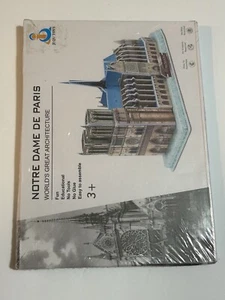 NOTRE DAME DE PARIS
WORLD'S GREAT ARCHITECTURE
Fun
Educational
No Tools
No Glue
Easy to assemble
3+